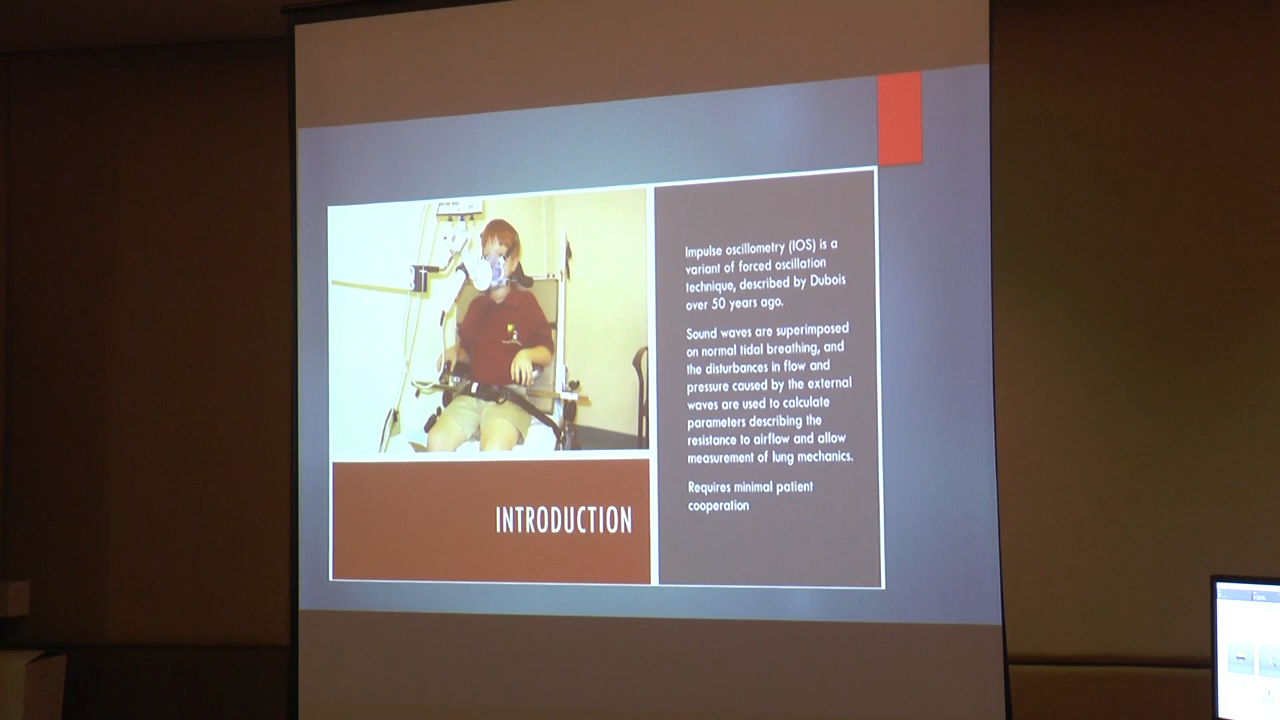 Impulse oscillometry (IOS) is a
variant of forced oscillation
technique, described by Dubois
over 50 years ago.
Sound waves are superimposed
on normal tidal breathing, and
the disturbances in flow and
pressure caused by the external
waves are used to calculate
parameters describing the
resistance to airflow and allow
measurement of lung mechanics.
Requires minimal patient
cooperation
INTRODUCTION